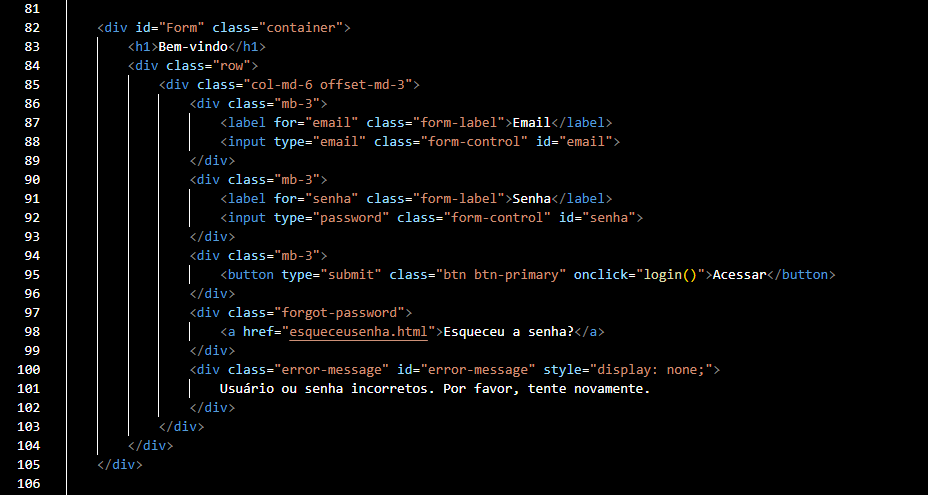 81
82 <div id="Form" class="container">
83 <h1>Bem-vindo</h1>
84 <div class="row">
85 <div class="col-md-6 offset-md-3">
86 <div class="mb-3">
87 <label for="email" class="form-label">Email</label>
88 <input type="email" class="form-control" id="email">
89 </div>
90 <div class="mb-3">
91 <label for="senha" class="form-label">Senha</label>
92 <input type="password" class="form-control" id="senha">
93 </div>
94 <div class="mb-3">
95 <button type="submit" class="btn btn-primary" onclick="login()">Acessar</button>
96 </div>
97 <div class="forgot-password">
98 <a href="esqueceusenha.html">Esqueceu a senha?</a>
99 </div>
100 <div class="error-message" id="error-message" style="display: none;">
101 Usuário ou senha incorretos. Por favor, tente novamente.
102 </div>
103 </div>
104 </div>
105 </div>
106